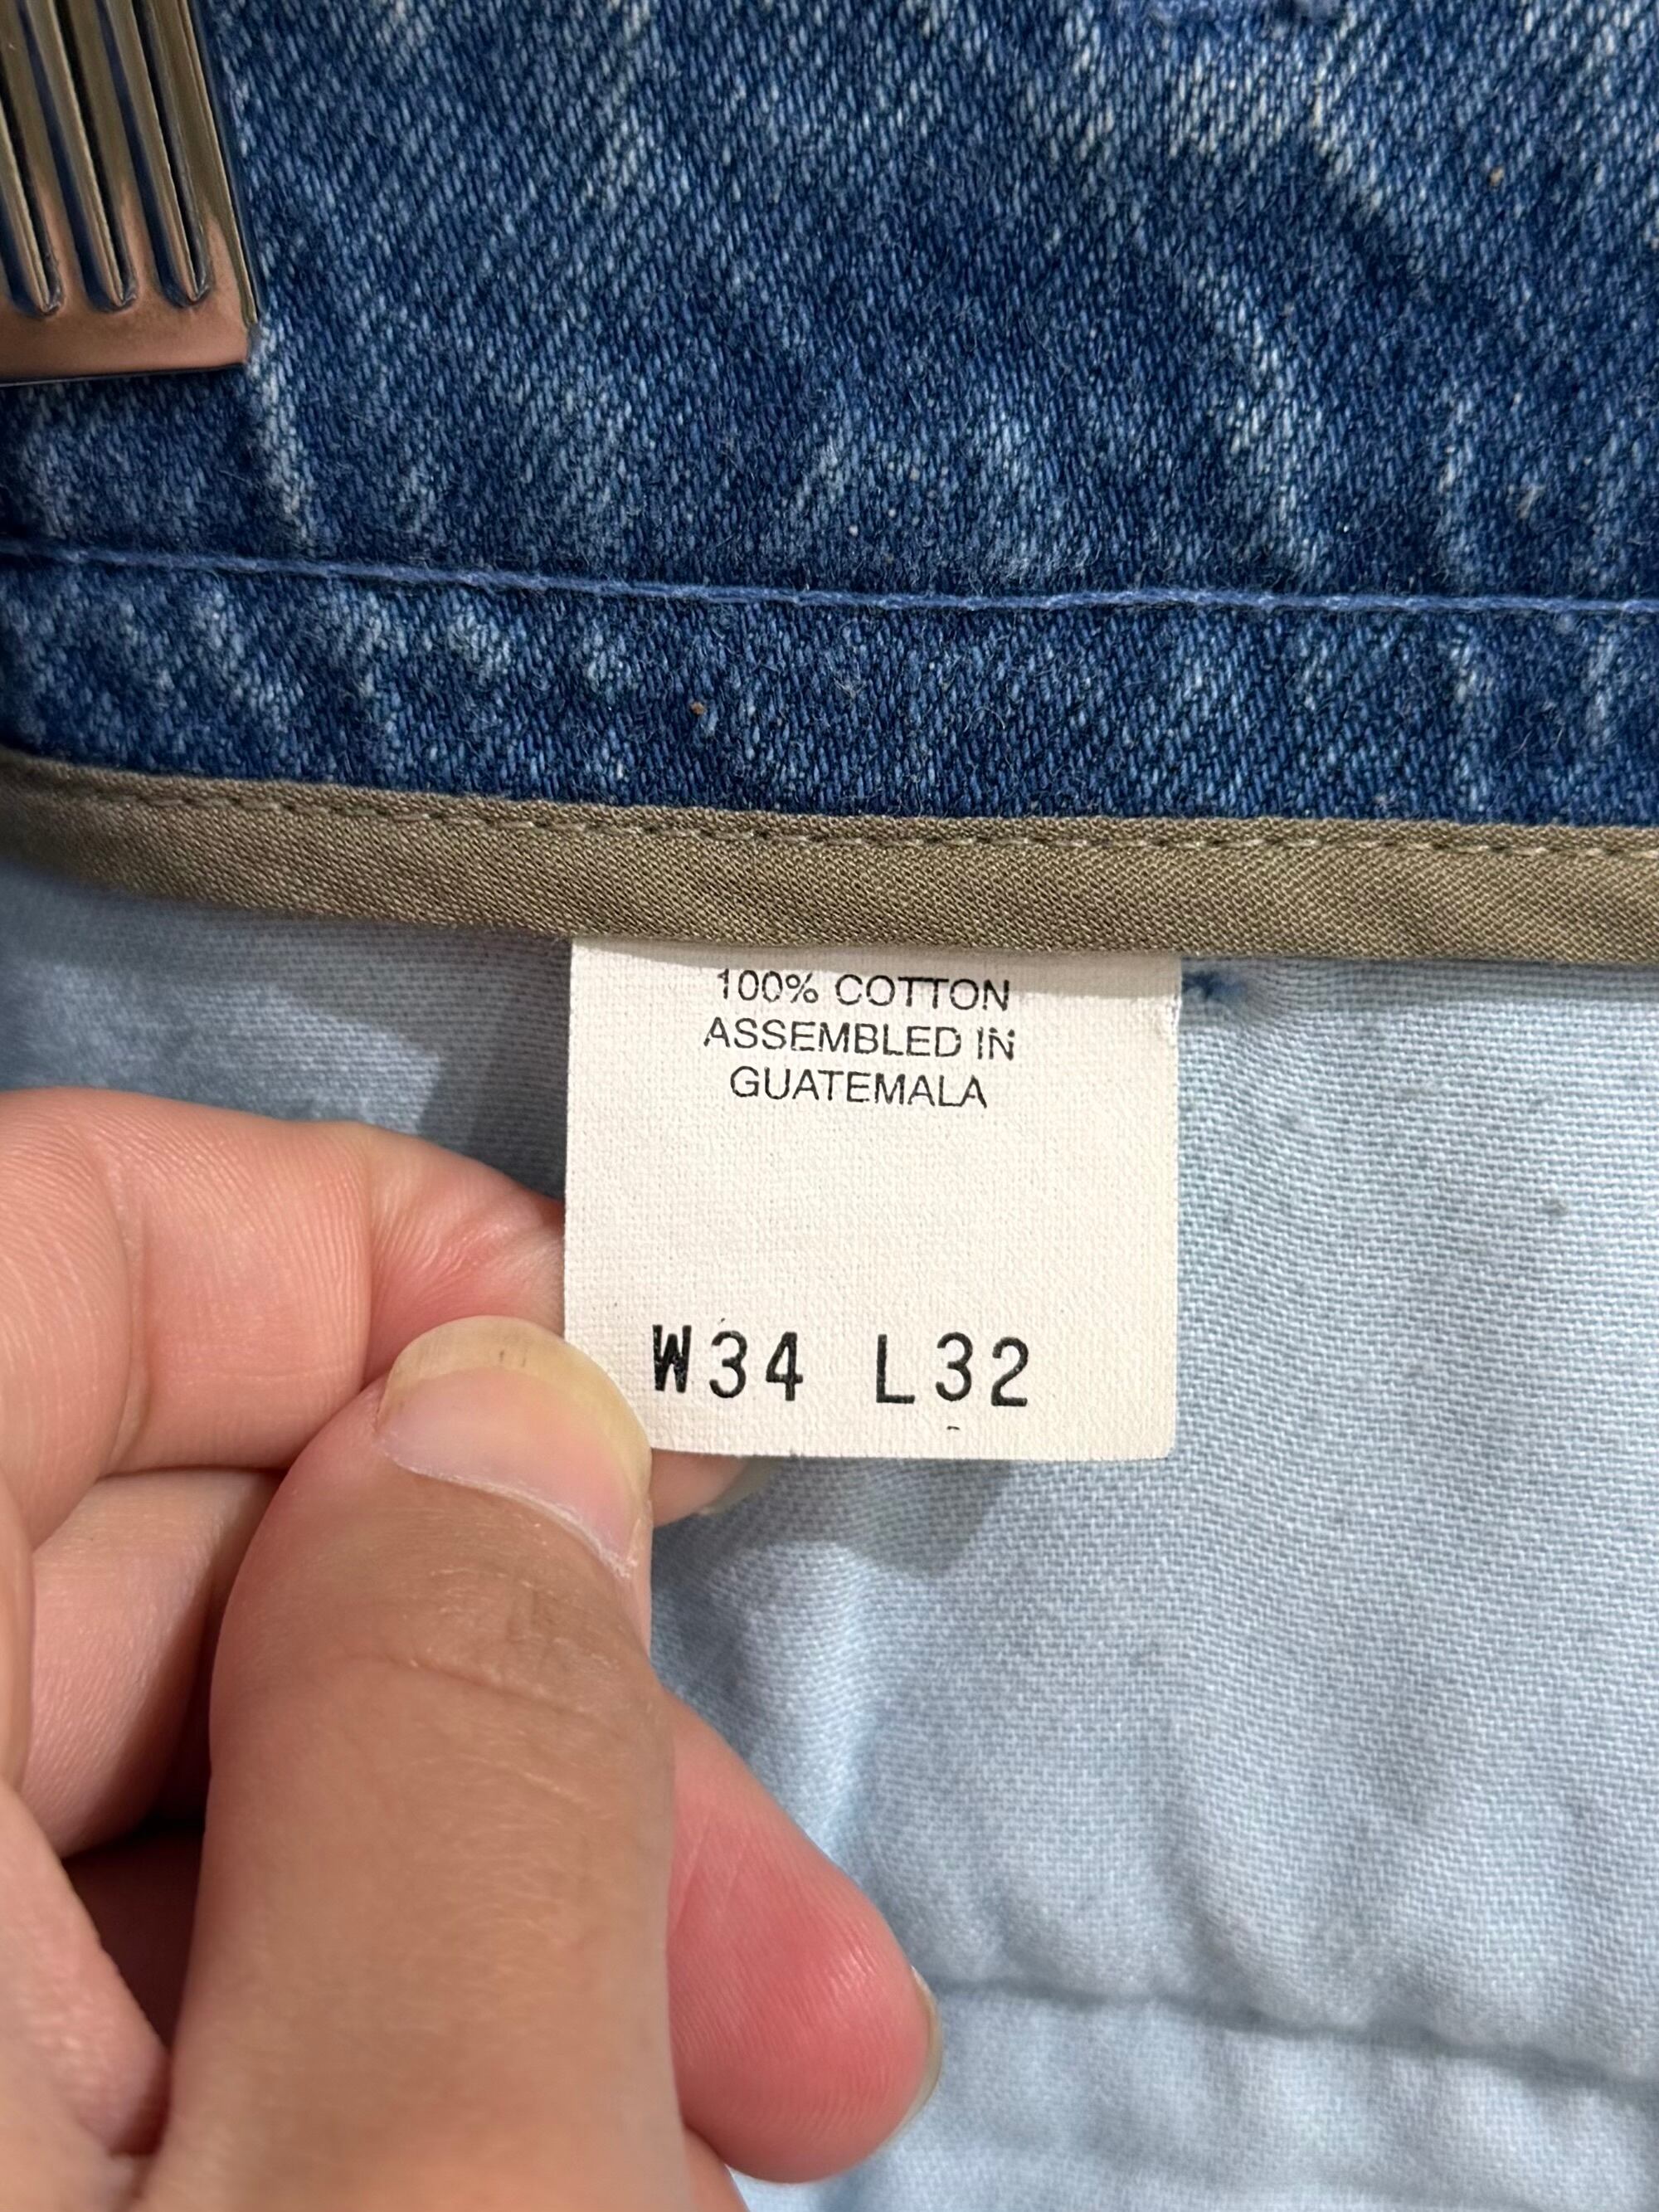 100% COTTON
ASSEMBLED IN
GUATEMALA
W34 L32